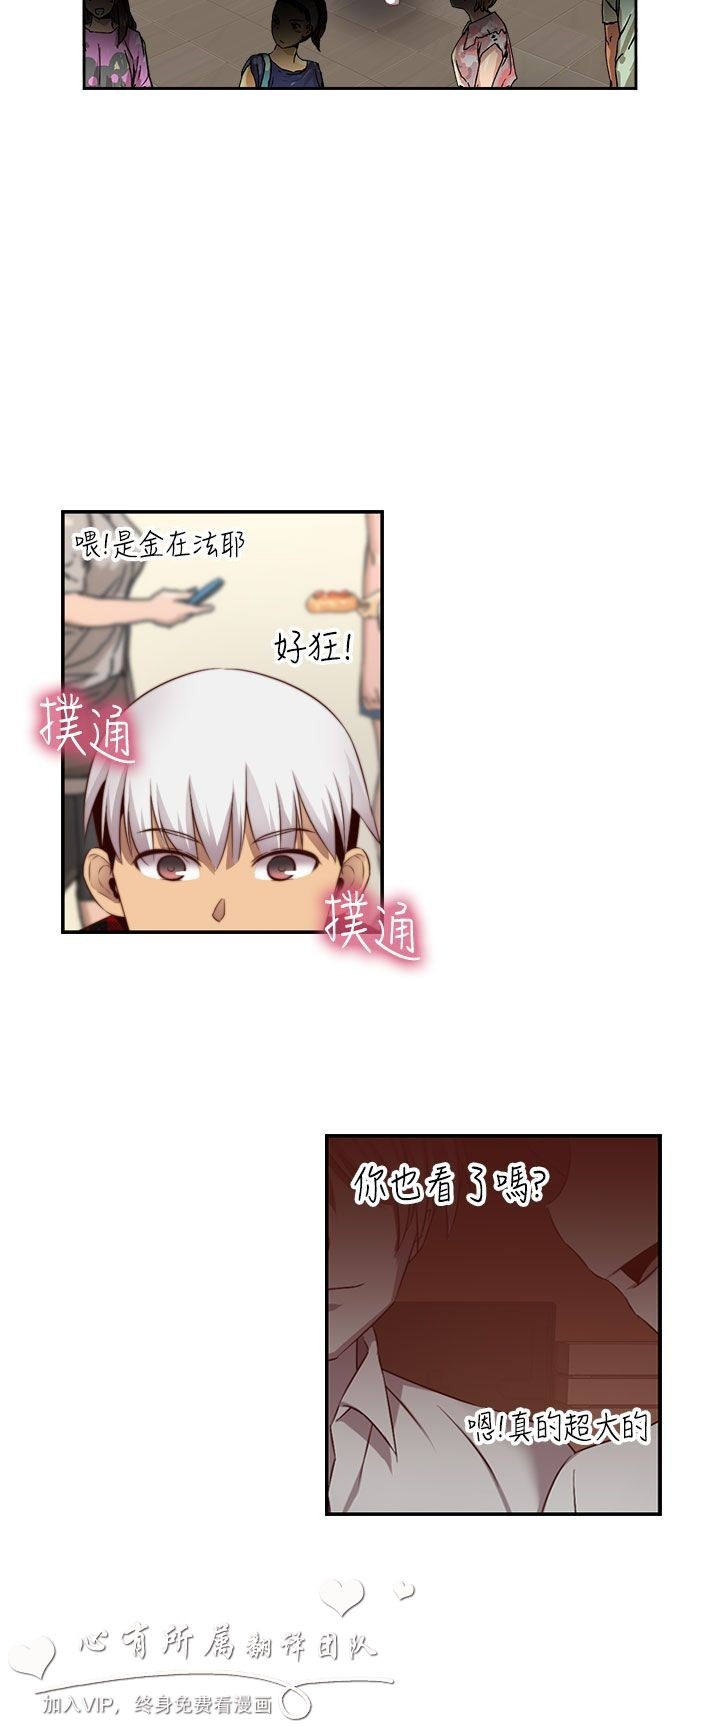 喂!是金在法耶
好狂!
撲通
撲通
你也看了嗎?
嗯!真的超大的
心有所属翻译团队
加入VIP，终身免费看漫画